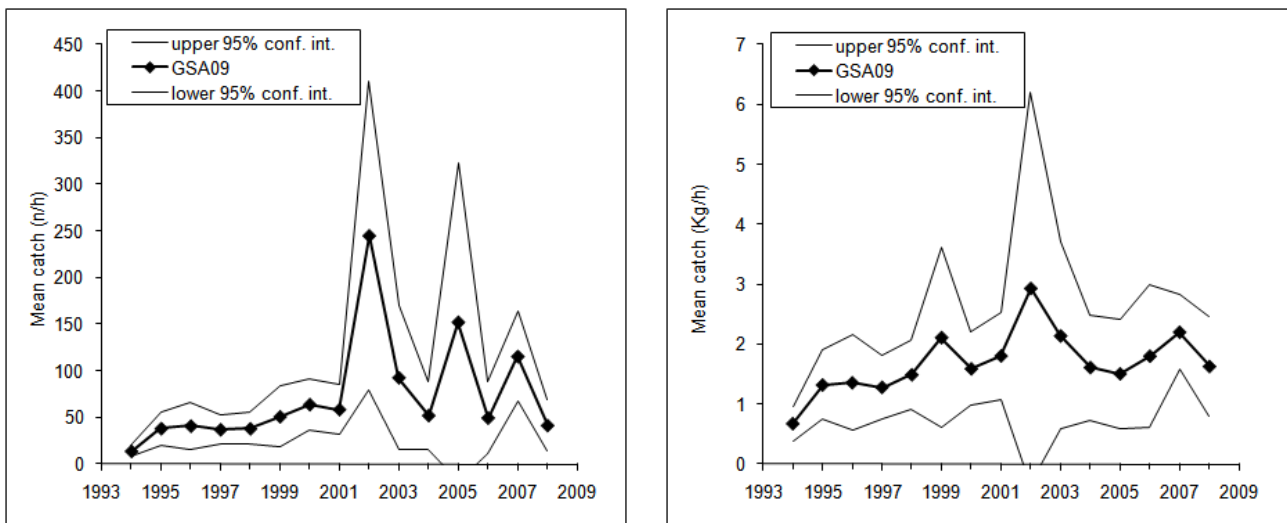 450
400
350
300
250
200
150
100
50
0
Mean catch (n/h)
upper 95% conf. int.
GSA09
lower 95% conf. int.
1993 1995 1997 1999 2001 2003 2005 2007 2009
7
6
5
4
3
2
1
0
Mean catch (Kg/h)
upper 95% conf. int.
GSA09
lower 95% conf. int.
1993 1995 1997 1999 2001 2003 2005 2007 2009